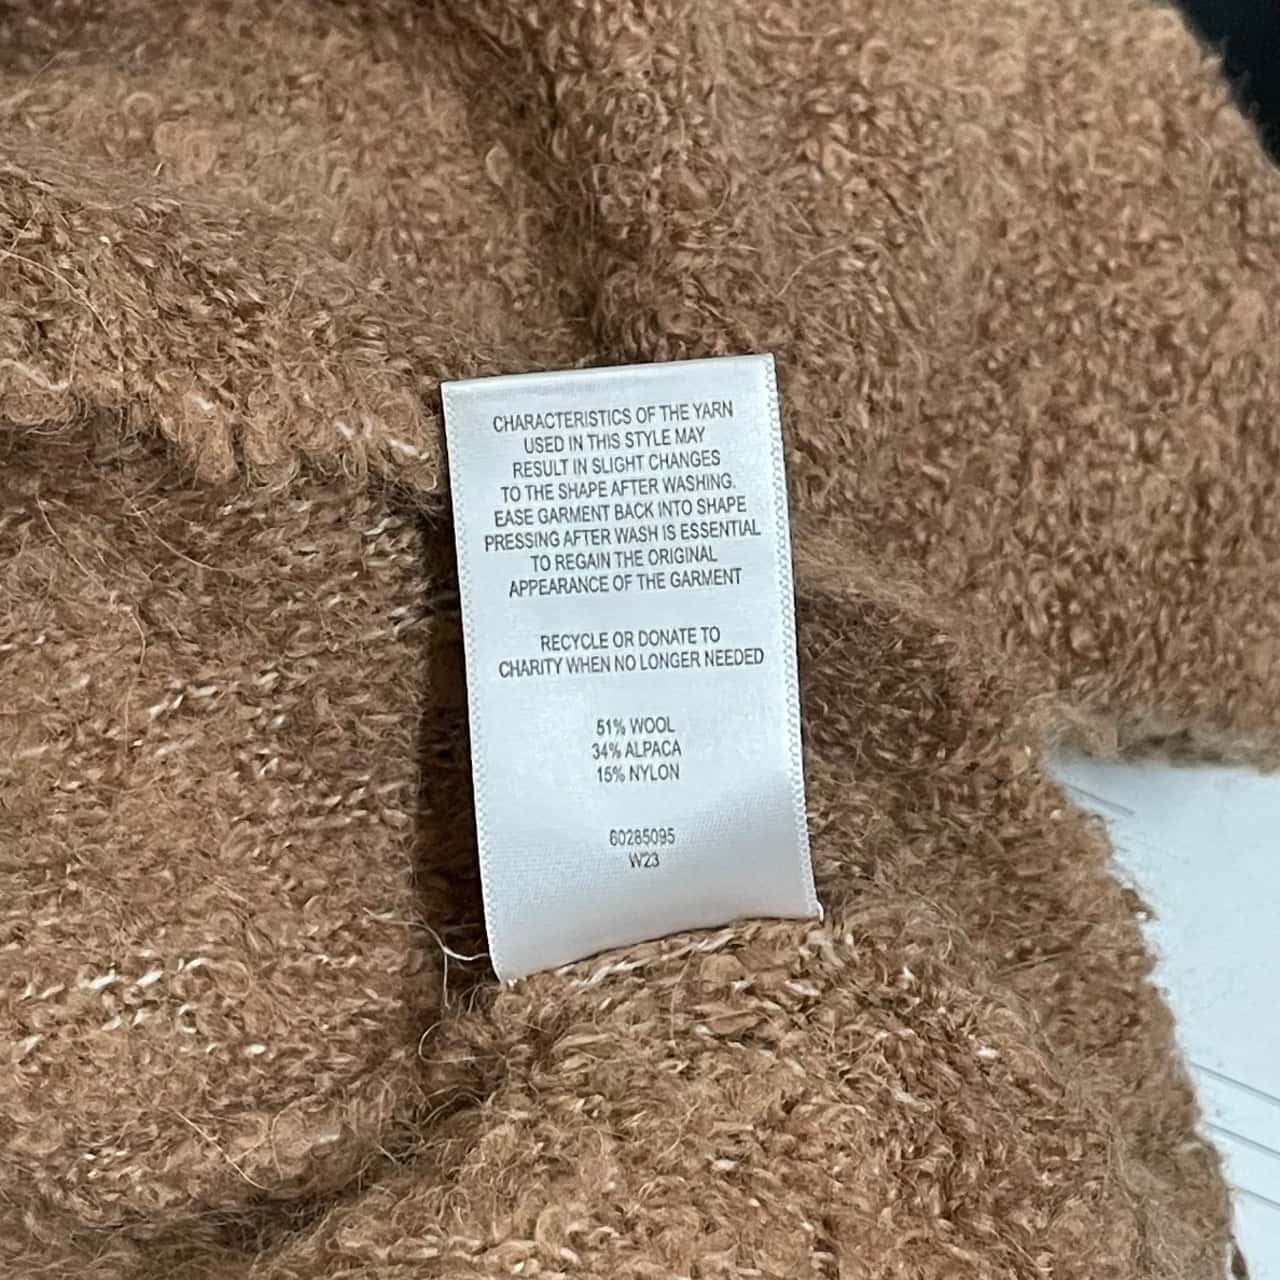 CHARACTERISTICS OF THE YARN
USED IN THIS STYLE MAY
RESULT IN SLIGHT CHANGES
TO THE SHAPE AFTER WASHING.
EASE GARMENT BACK INTO SHAPE
PRESSING AFTER WASH IS ESSENTIAL
TO REGAIN THE ORIGINAL
APPEARANCE OF THE GARMENT
RECYCLE OR DONATE TO
CHARITY WHEN NO LONGER NEEDED
51% WOOL
34% ALPACA
15% NYLON
60285095
W23